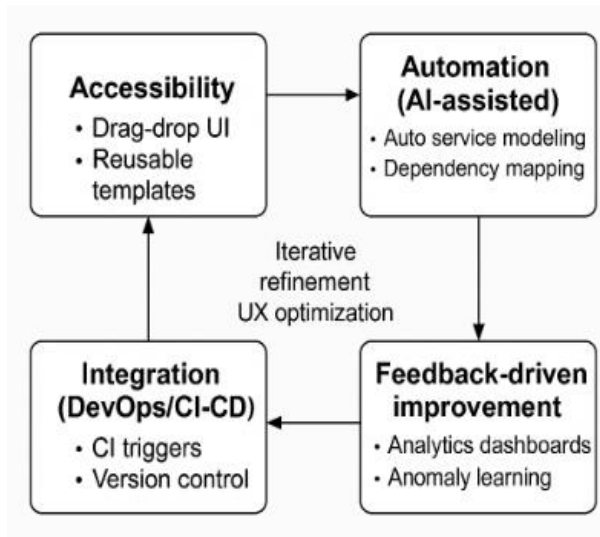 Accessibility
• Drag-drop UI
• Reusable
templates
Automation
(AI-assisted)
• Auto service modeling
• Dependency mapping
Iterative
refinement
UX optimization
Integration
(DevOps/CI-CD)
• CI triggers
• Version control
Feedback-driven
improvement
• Analytics dashboards
• Anomaly learning